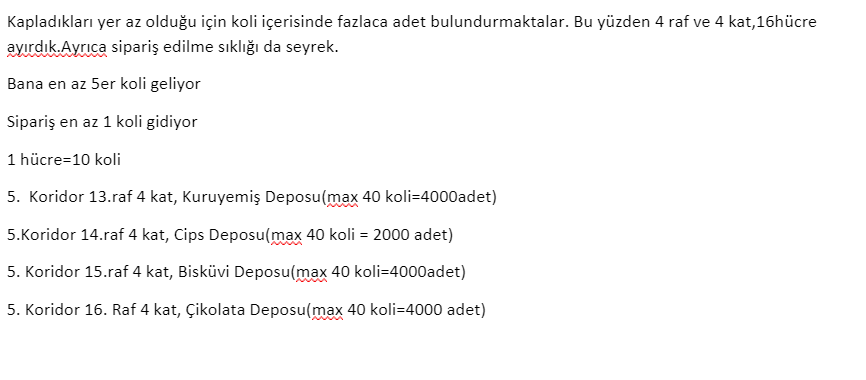 Kapladıkları yer az olduğu için koli içerisinde fazlaca adet bulundurmaktalar. Bu yüzden 4 raf ve 4 kat,16hücre
ayırdık.Ayrıca sipariş edilme sıklığı da seyrek.
Bana en az 5er koli geliyor
Sipariş en az 1 koli gidiyor
1 hücre=10 koli
5.  Koridor 13.raf 4 kat, Kuruyemiş Deposu(max 40 koli=4000adet)
5.Koridor 14.raf 4 kat, Cips Deposu(max 40 koli = 2000 adet)
5. Koridor 15.raf 4 kat, Bisküvi Deposu(max 40 koli=4000adet)
5. Koridor 16. Raf 4 kat, Çikolata Deposu(max 40 koli=4000 adet)